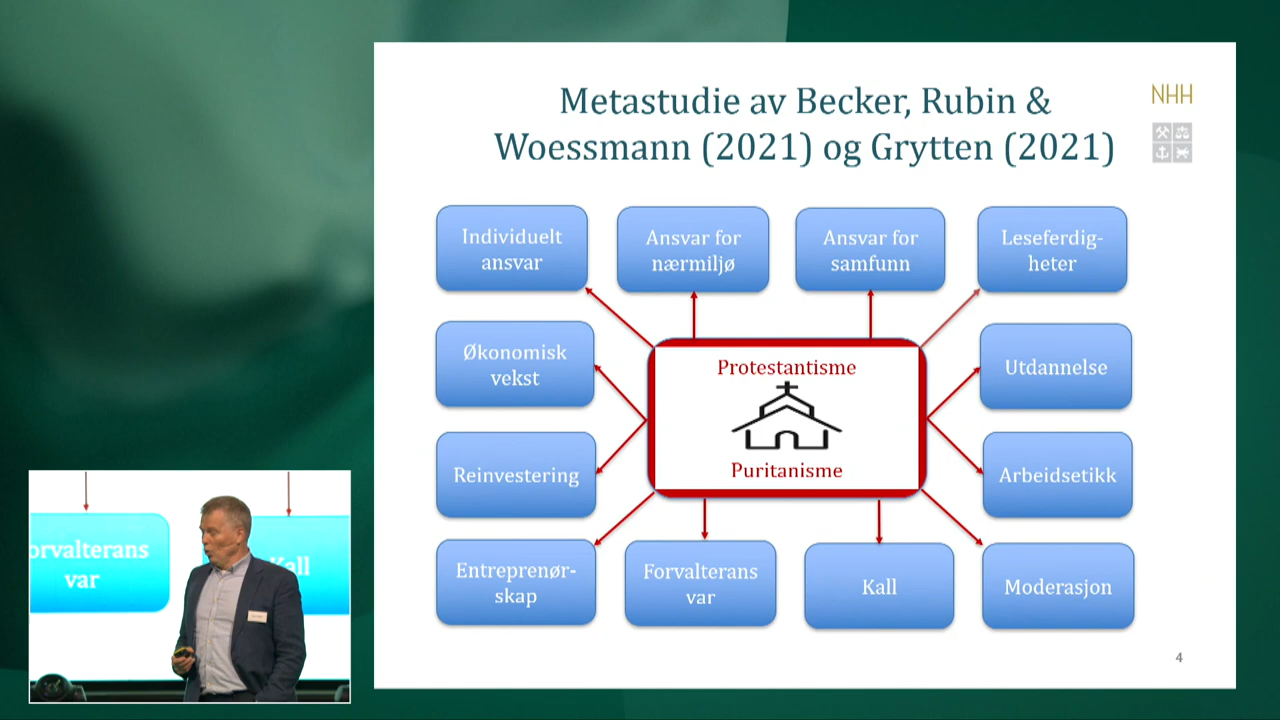 Metastudie av Becker, Rubin &
Woessmann (2021) og Grytten (2021)
NHH
Individuelt
ansvar
Ansvar for
nærmiljø
Ansvar for
samfunn
Leseferdig-
heter
Økonomisk
vekst
Protestantisme
Puritanisme
Utdannelse
Reinvestering
Arbeidsetikk
Entreprenør-
skap
Forvalterans
var
Kall
Moderasjon
4
orvalterans
var
Kall